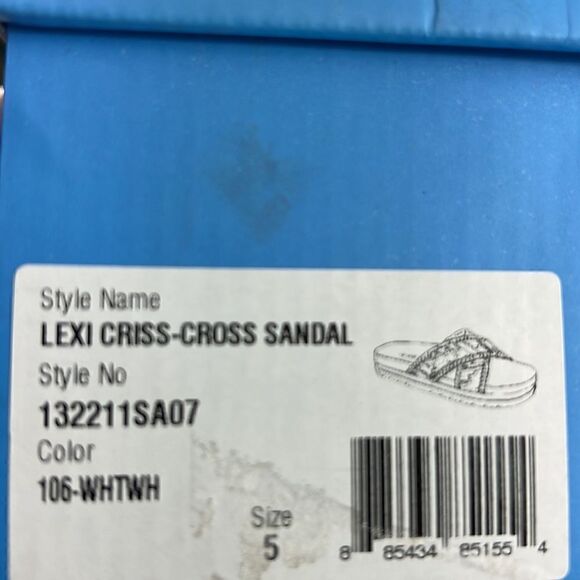 Style Name
LEXI CRISS-CROSS SANDAL
Style No
132211SA07
Color
106-WHTWH
Size
5
8 85434 85155 4